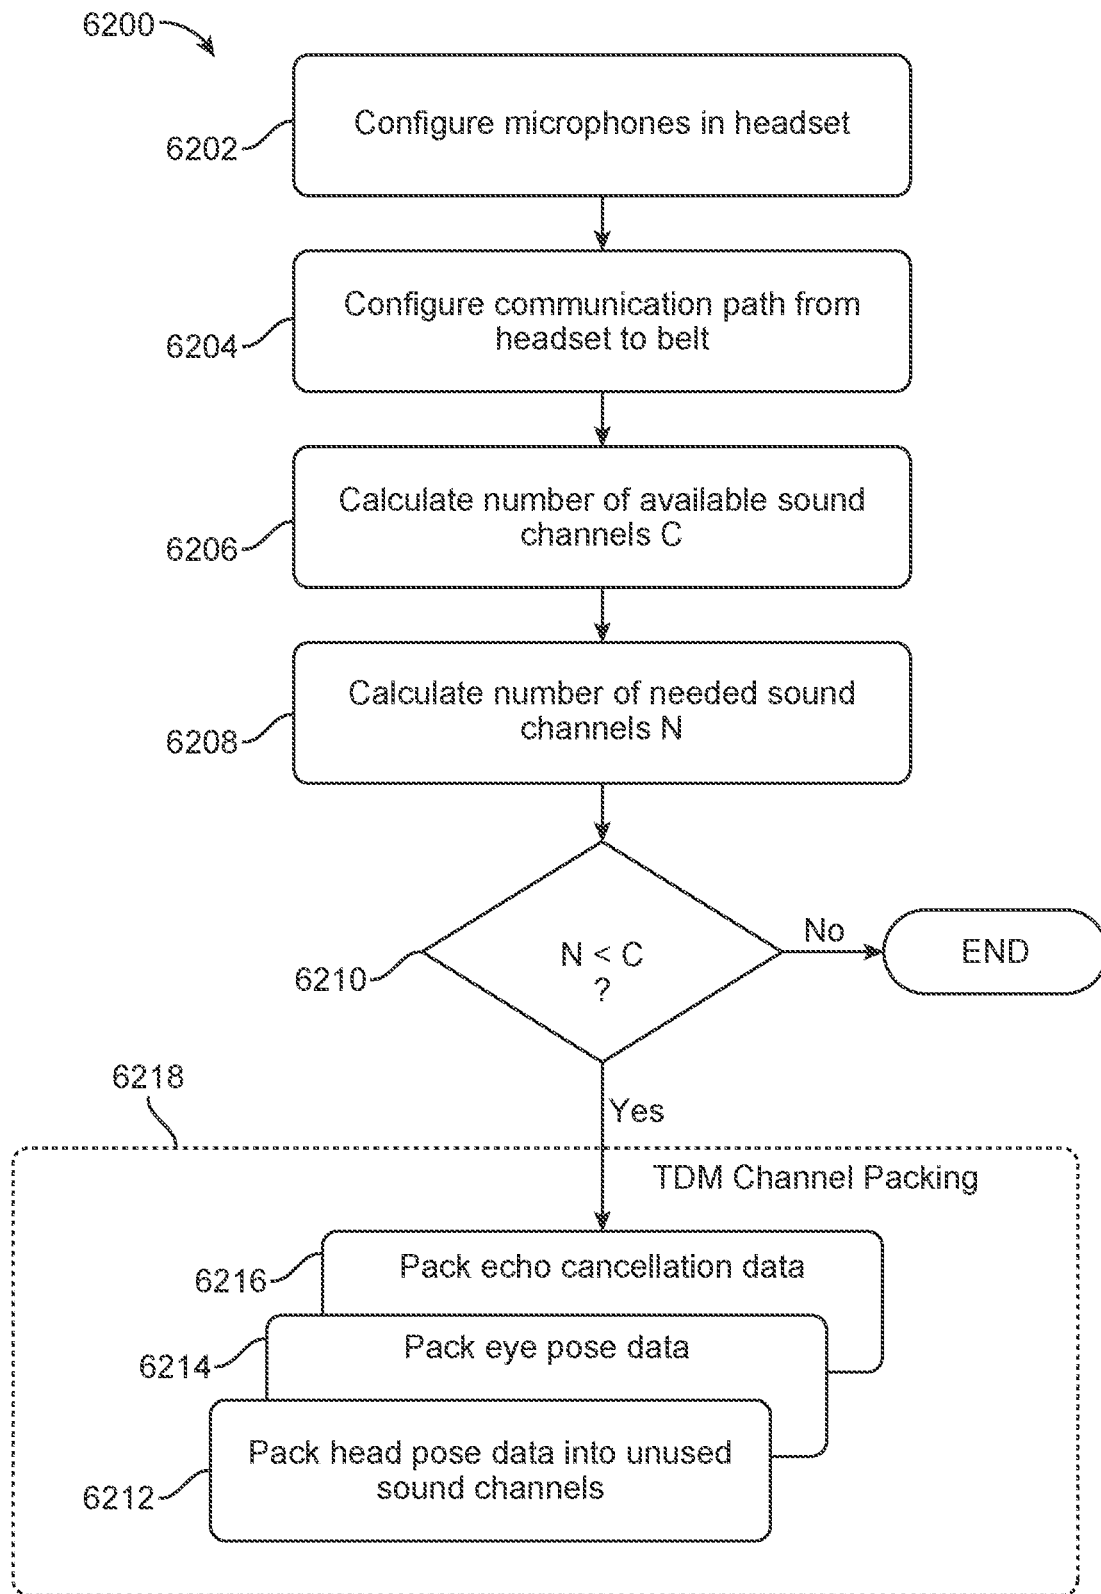 6200
Configure microphones in headset
6202
Configure communication path from
headset to belt
6204
Calculate number of available sound
channels C
6206
Calculate number of needed sound
channels N
6208
N < C
?
6210
No
END
Yes
6218
TDM Channel Packing
Pack echo cancellation data
6216
Pack eye pose data
6214
Pack head pose data into unused
sound channels
6212